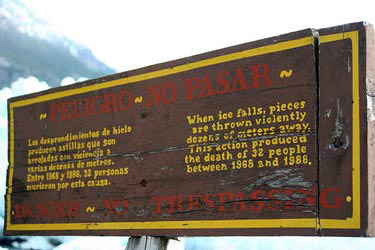 ~ PELIGRO ~ NO PASAR ~
Los desprendimientos de hielo
producen astillas que son
arrojadas con violencia a
varias decenas de metros.
Entre 1968 y 1988, 32 personas
murieron por esta causa.
When ice falls, pieces
are thrown violently
dozens of meters away.
This action produced
the death of 32 people
between 1968 and 1988.
DANGER ~ NO TRESPASSING